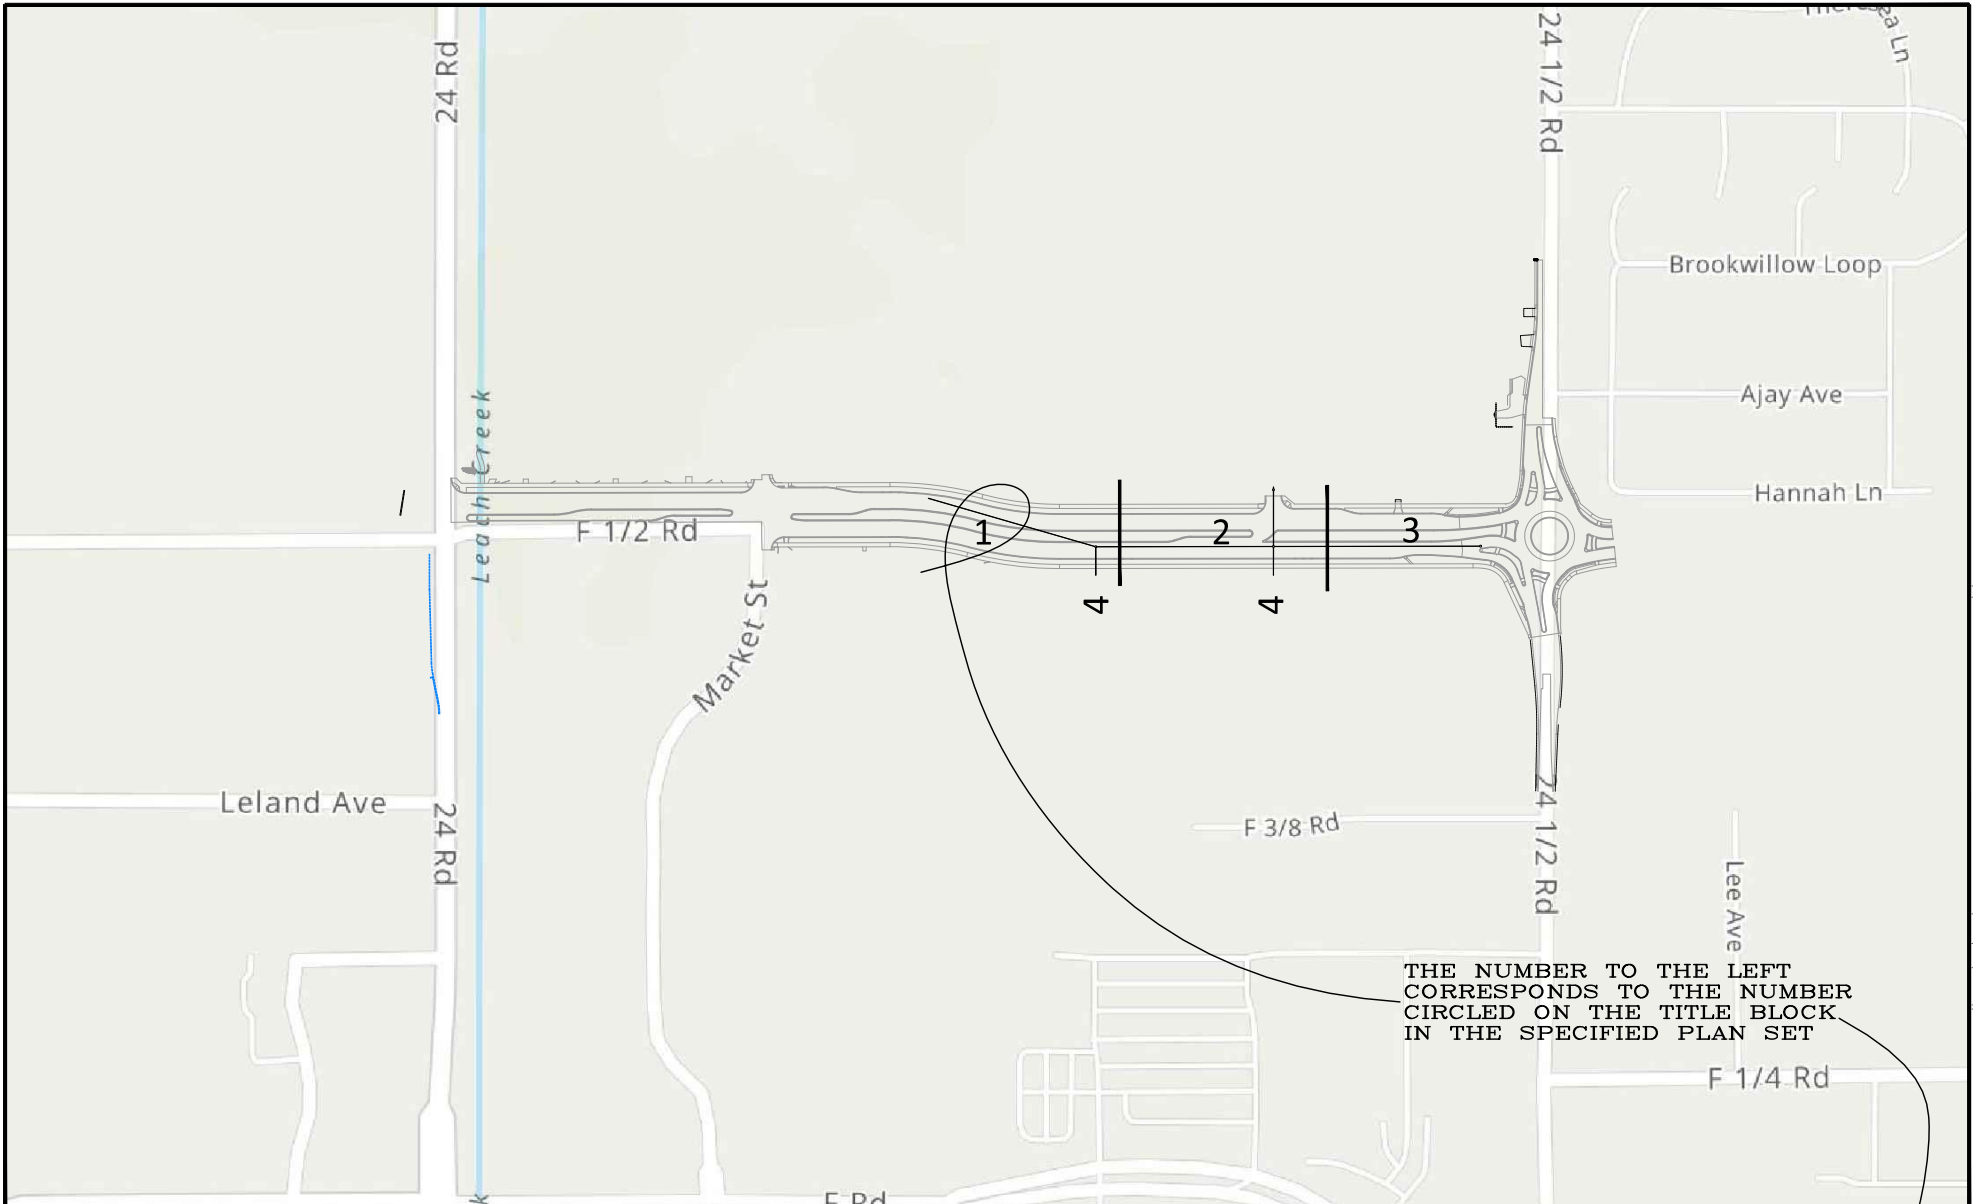 24 Rd
24 1/2 Rd
Brookwillow Loop
Ajay Ave
Hannah Ln
Leach Creek
F 1/2 Rd
1
2
3
4
4
Market St
Leland Ave
24 Rd
F 3/8 Rd
24 1/2 Rd
Lee Ave
THE NUMBER TO THE LEFT
CORRESPONDS TO THE NUMBER
CIRCLED ON THE TITLE BLOCK
IN THE SPECIFIED PLAN SET
F 1/4 Rd
F Rd